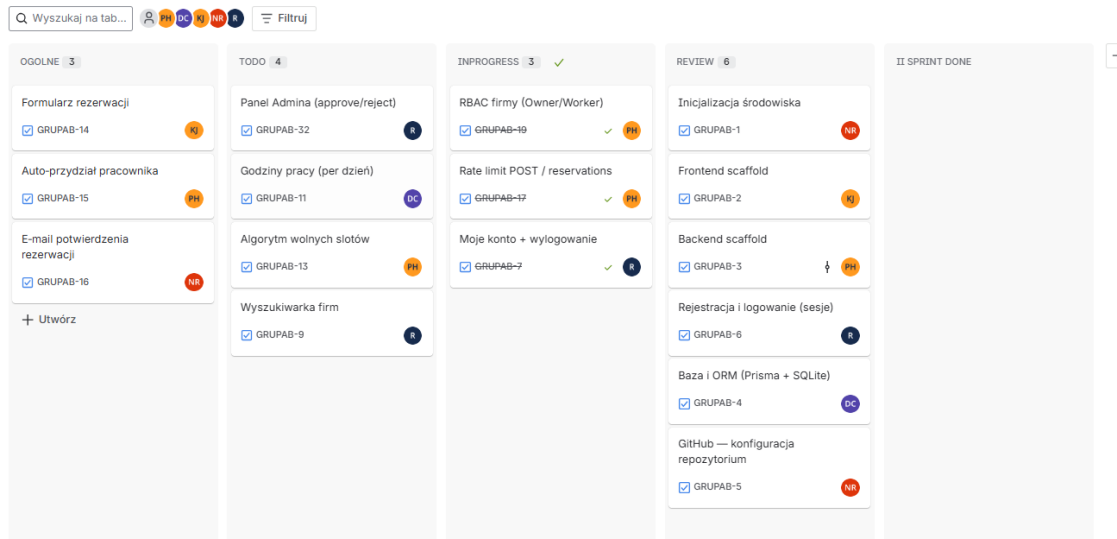 Wyszukaj na tab...
PH DC KJ NR R
Filtruj
OGOLNE 3
Formularz rezerwacji
GRUPAB-14 KJ
Auto-przydział pracownika
GRUPAB-15 PH
E-mail potwierdzenia
rezerwacji
GRUPAB-16 NR
Utwórz
TODO 4
Panel Admina (approve/reject)
GRUPAB-32 R
Godziny pracy (per dzień)
GRUPAB-11 DC
Algorytm wolnych slotów
GRUPAB-13 PH
Wyszukiwarka firm
GRUPAB-9 R
INPROGRESS 3
RBAC firmy (Owner/Worker)
GRUPAB-19 PH
Rate limit POST / reservations
GRUPAB-17 PH
Moje konto + wylogowanie
GRUPAB-7 R
REVIEW 6
Inicjalizacja środowiska
GRUPAB-1 NR
Frontend scaffold
GRUPAB-2 KJ
Backend scaffold
GRUPAB-3 PH
Rejestracja i logowanie (sesje)
GRUPAB-6 R
Baza i ORM (Prisma + SQLite)
GRUPAB-4 DC
GitHub — konfiguracja
repozytorium
GRUPAB-5 NR
II SPRINT DONE